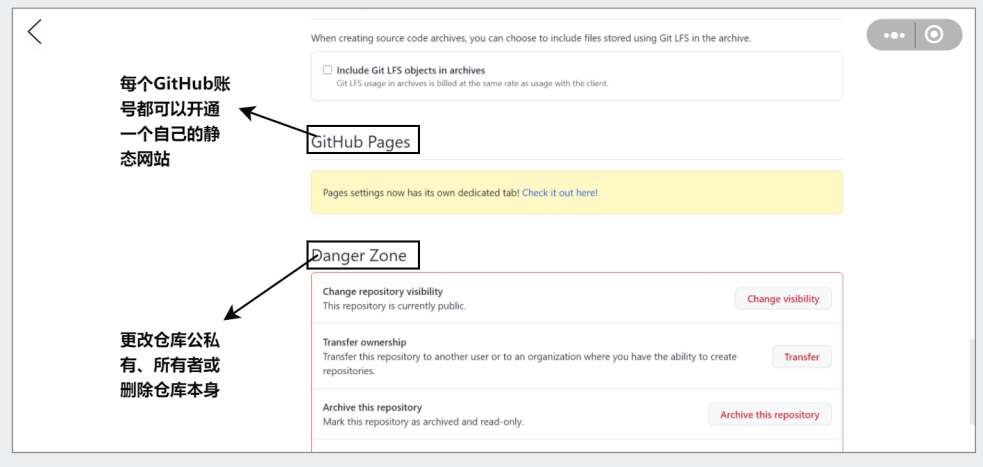 When creating source code archives, you can choose to include files stored using Git LFS in the archive.
Include Git LFS objects in archives
Git LFS usage in archives is billed at the same rate as usage with the client.
每个GitHub账
号都可以开通
一个自己的静
态网站
GitHub Pages
Pages settings now has its own dedicated tab! Check it out here!
Danger Zone
Change repository visibility
This repository is currently public.
Change visibility
更改仓库公私
有、所有者或
删除仓库本身
Transfer ownership
Transfer this repository to another user or to an organization where you have the ability to create
repositories.
Transfer
Archive this repository
Mark this repository as archived and read-only.
Archive this repository